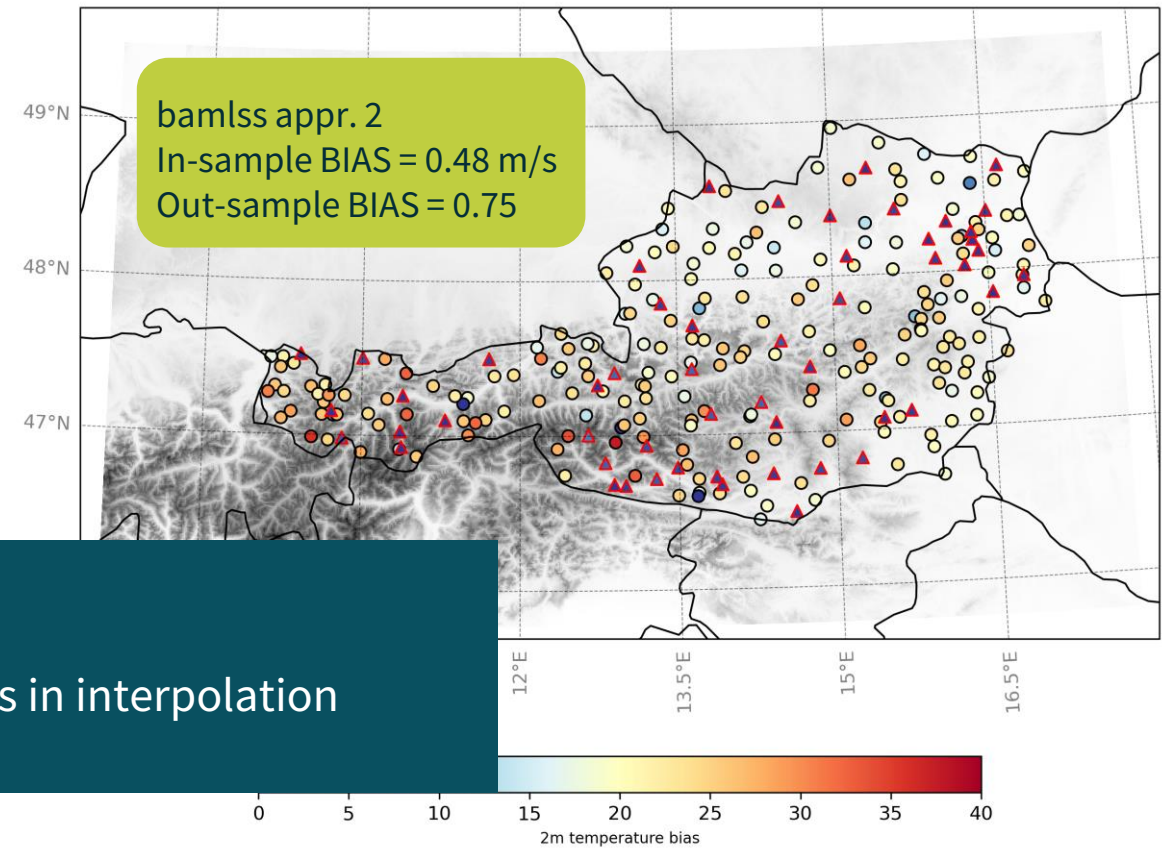 bamlss appr. 2
In-sample BIAS = 0.48 m/s
Out-sample BIAS = 0.75
49°N
48°N
47°N
12°E
13.5°E
15°E
16.5°E
s in interpolation
0 5 10 15 20 25 30 35 40
2m temperature bias